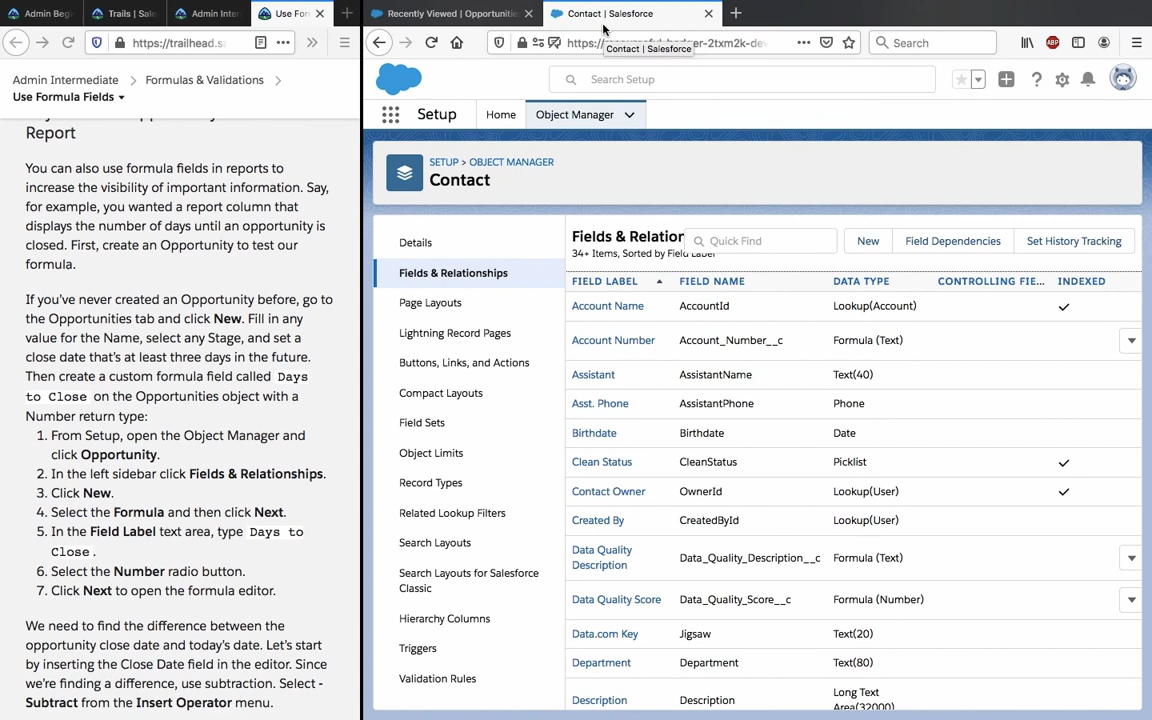 Admin Begi
Trails | Sal
Admin Inter
Use Fo
Recently Viewed | Opportunitie
Contact | Salesforce
https://trailhead.sa
https://
Contact | Salesforce
Search
Admin Intermediate
Formulas & Validations
Use Formula Fields
Report
You can also use formula fields in reports to
increase the visibility of important information. Say,
for example, you wanted a report column that
displays the number of days until an opportunity is
closed. First, create an Opportunity to test our
formula.
If you've never created an Opportunity before, go to
the Opportunities tab and click New. Fill in any
value for the Name, select any Stage, and set a
close date that's at least three days in the future.
Then create a custom formula field called Days
to Close on the Opportunities object with a
Number return type:
1. From Setup, open the Object Manager and
click Opportunity.
2. In the left sidebar click Fields & Relationships.
3. Click New.
4. Select the Formula and then click Next.
5. In the Field Label text area, type Days to
Close.
6. Select the Number radio button.
7. Click Next to open the formula editor.
We need to find the difference between the
opportunity close date and today's date. Let's start
by inserting the Close Date field in the editor. Since
we're finding a difference, use subtraction. Select -
Subtract from the Insert Operator menu.
Search Setup
Setup
Home
Object Manager
SETUP > OBJECT MANAGER
Contact
Details
Fields & Relationships
Page Layouts
Lightning Record Pages
Buttons, Links, and Actions
Compact Layouts
Field Sets
Object Limits
Record Types
Related Lookup Filters
Search Layouts
Search Layouts for Salesforce
Classic
Hierarchy Columns
Triggers
Validation Rules
Fields & Relation
34+ Items, Sorted by Field Label
Quick Find
New
Field Dependencies
Set History Tracking
FIELD LABEL FIELD NAME DATA TYPE CONTROLLING FIE... INDEXED
Account Name AccountId Lookup(Account)
Account Number Account_Number__c Formula (Text)
Assistant AssistantName Text(40)
Asst. Phone AssistantPhone Phone
Birthdate Birthdate Date
Clean Status CleanStatus Picklist
Contact Owner OwnerId Lookup(User)
Created By CreatedById Lookup(User)
Data Quality
Description Data_Quality_Description__c Formula (Text)
Data Quality Score Data_Quality_Score__c Formula (Number)
Data.com Key Jigsaw Text(20)
Department Department Text(80)
Description Description Long Text
Area(32000)